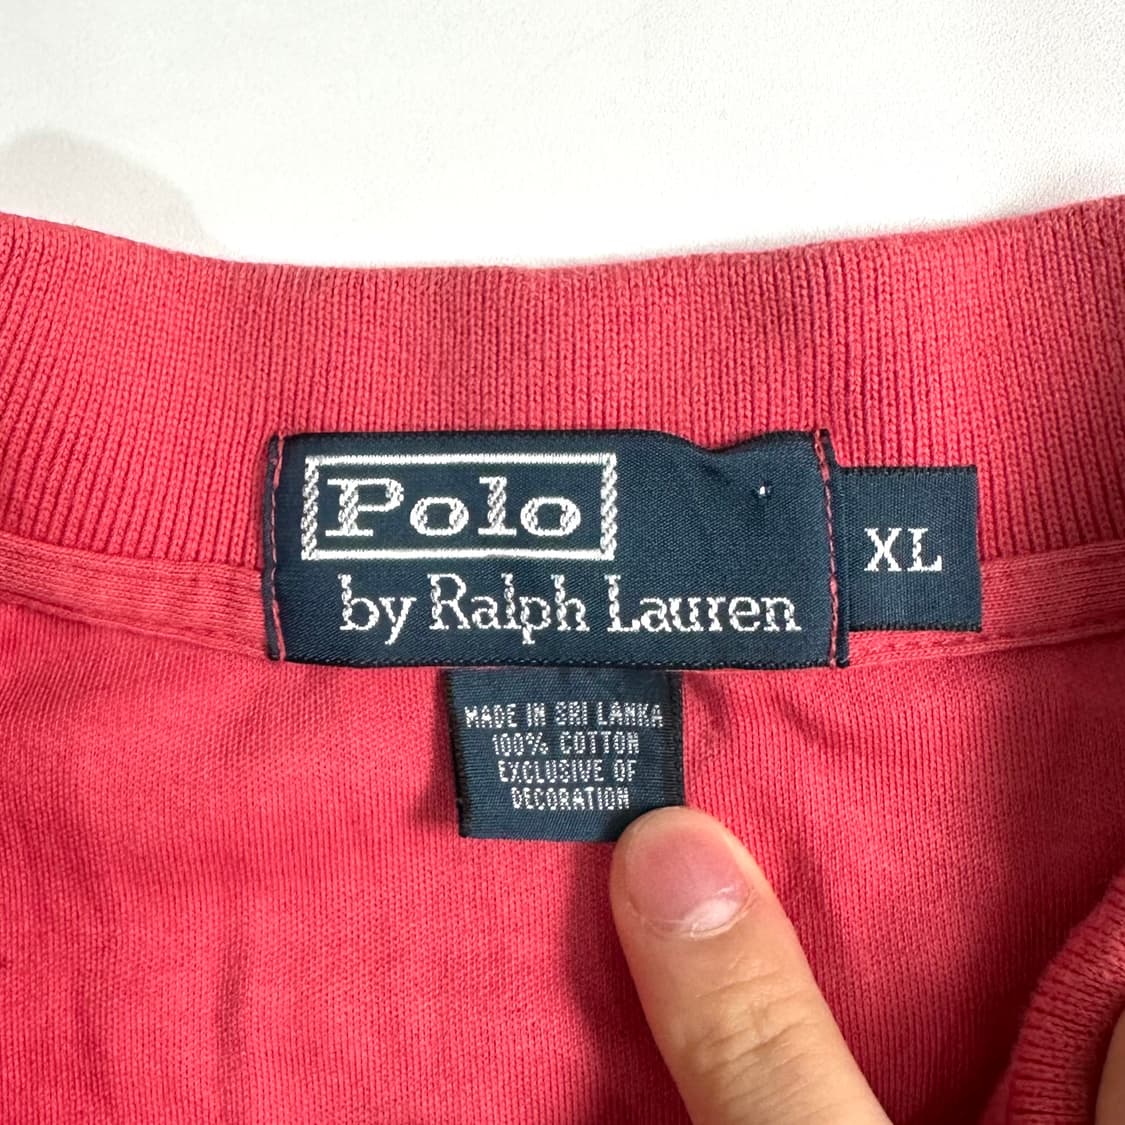 Polo
by Ralph Lauren
XL
MADE IN SRI LANKA
100% COTTON
EXCLUSIVE OF
DECORATION